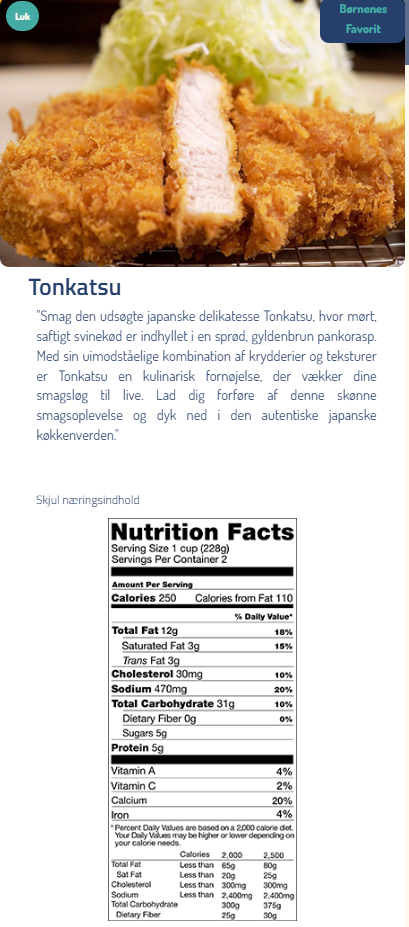 Luk
Børnenes
Favorit
Tonkatsu
"Smag den udsøgte japanske delikatesse Tonkatsu, hvor mørt,
saftigt svinekød er indhyllet i en sprød, gyldenbrun pankorasp.
Med sin uimodståelige kombination af krydderier og teksturer
er Tonkatsu en kulinarisk fornøjelse, der vækker dine
smagsløg til live. Lad dig forføre af denne skønne
smagsoplevelse og dyk ned i den autentiske japanske
køkkenverden."
Skjul næringsindhold
Nutrition Facts
Serving Size 1 cup (228g)
Servings Per Container 2
Amount Per Serving
Calories 250 Calories from Fat 110
% Daily Value*
Total Fat 12g 18%
Saturated Fat 3g 15%
Trans Fat 3g
Cholesterol 30mg 10%
Sodium 470mg 20%
Total Carbohydrate 31g 10%
Dietary Fiber 0g 0%
Sugars 5g
Protein 5g
Vitamin A 4%
Vitamin C 2%
Calcium 20%
Iron 4%
* Percent Daily Values are based on a 2,000 calorie diet.
Your Daily Values may be higher or lower depending on
your calorie needs.
Calories 2,000 2,500
Total Fat Less than 65g 80g
Sat Fat Less than 20g 25g
Cholesterol Less than 300mg 300mg
Sodium Less than 2,400mg 2,400mg
Total Carbohydrate 300g 375g
Dietary Fiber 25g 30g